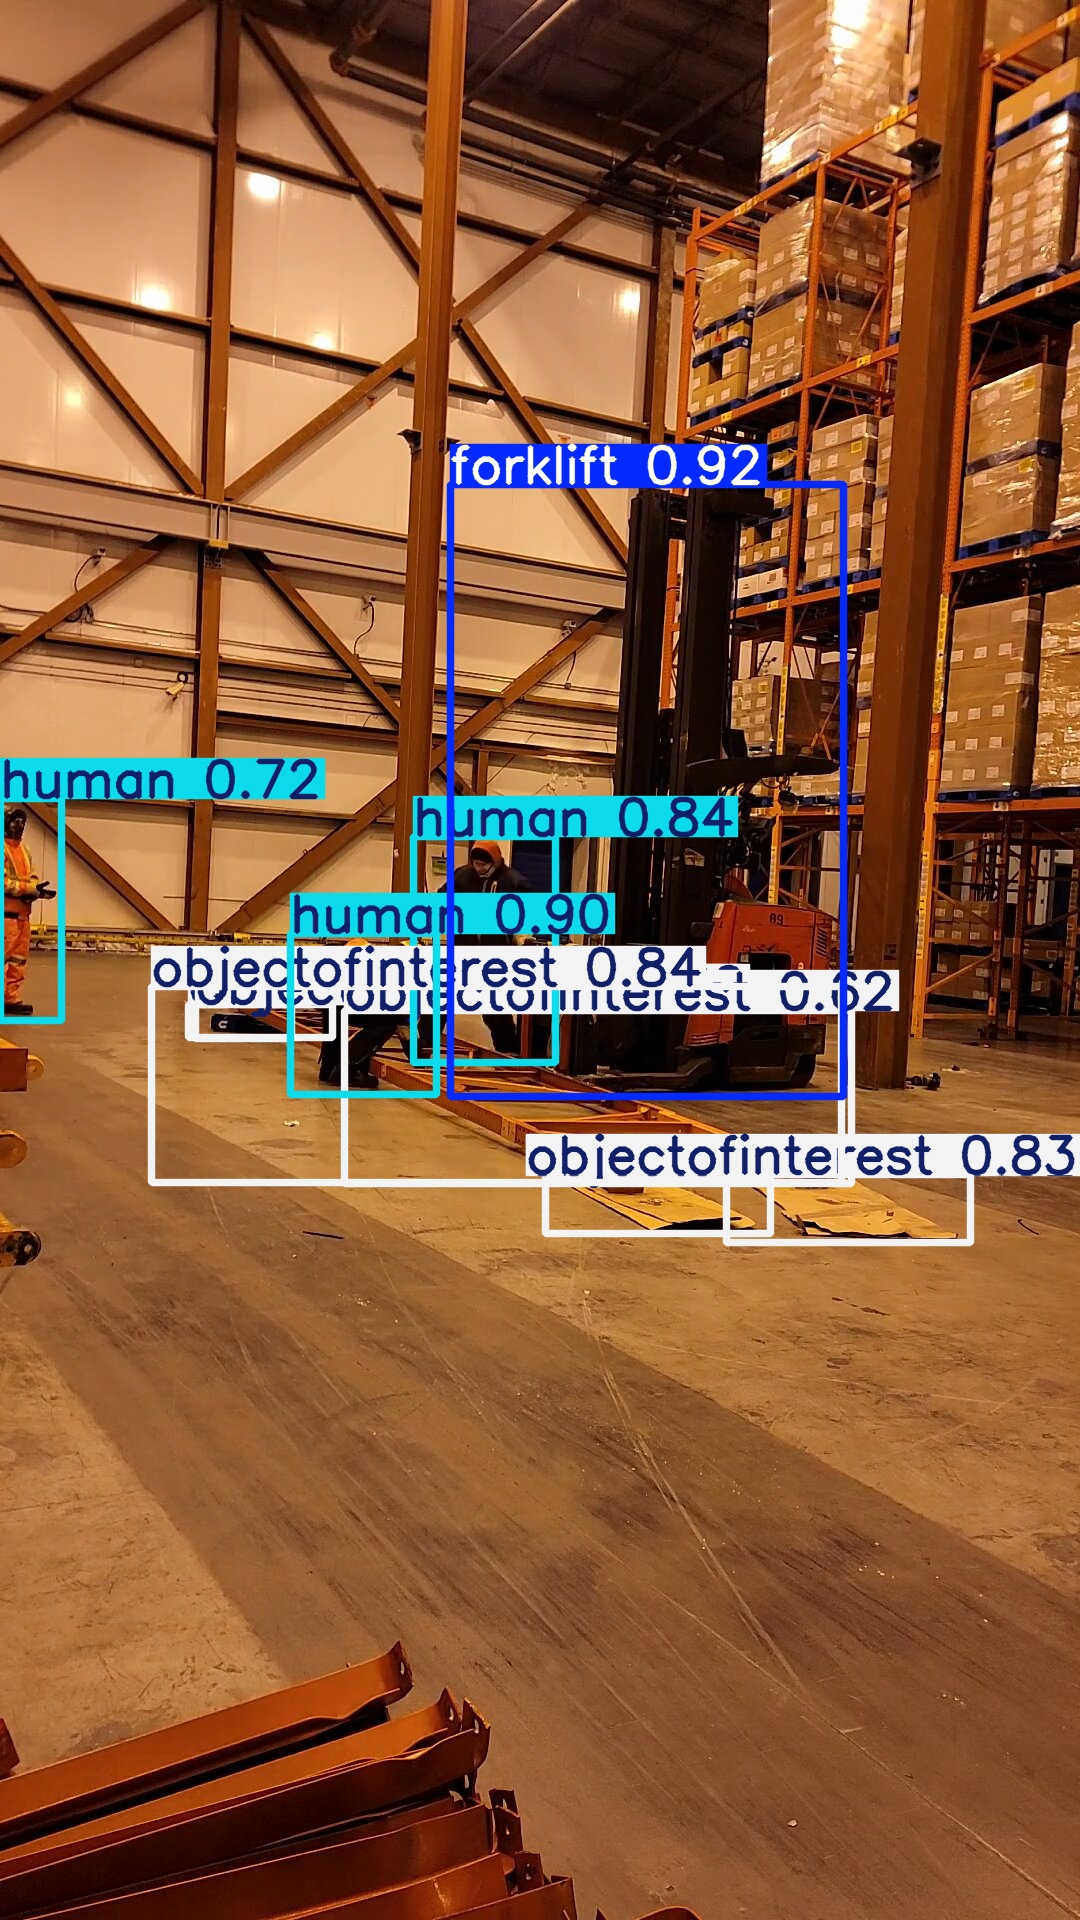 forklift 0.92
human 0.72
human 0.84
human 0.90
objectofinterest 0.84
objectofinterest 0.62
objectofinterest 0.83
89